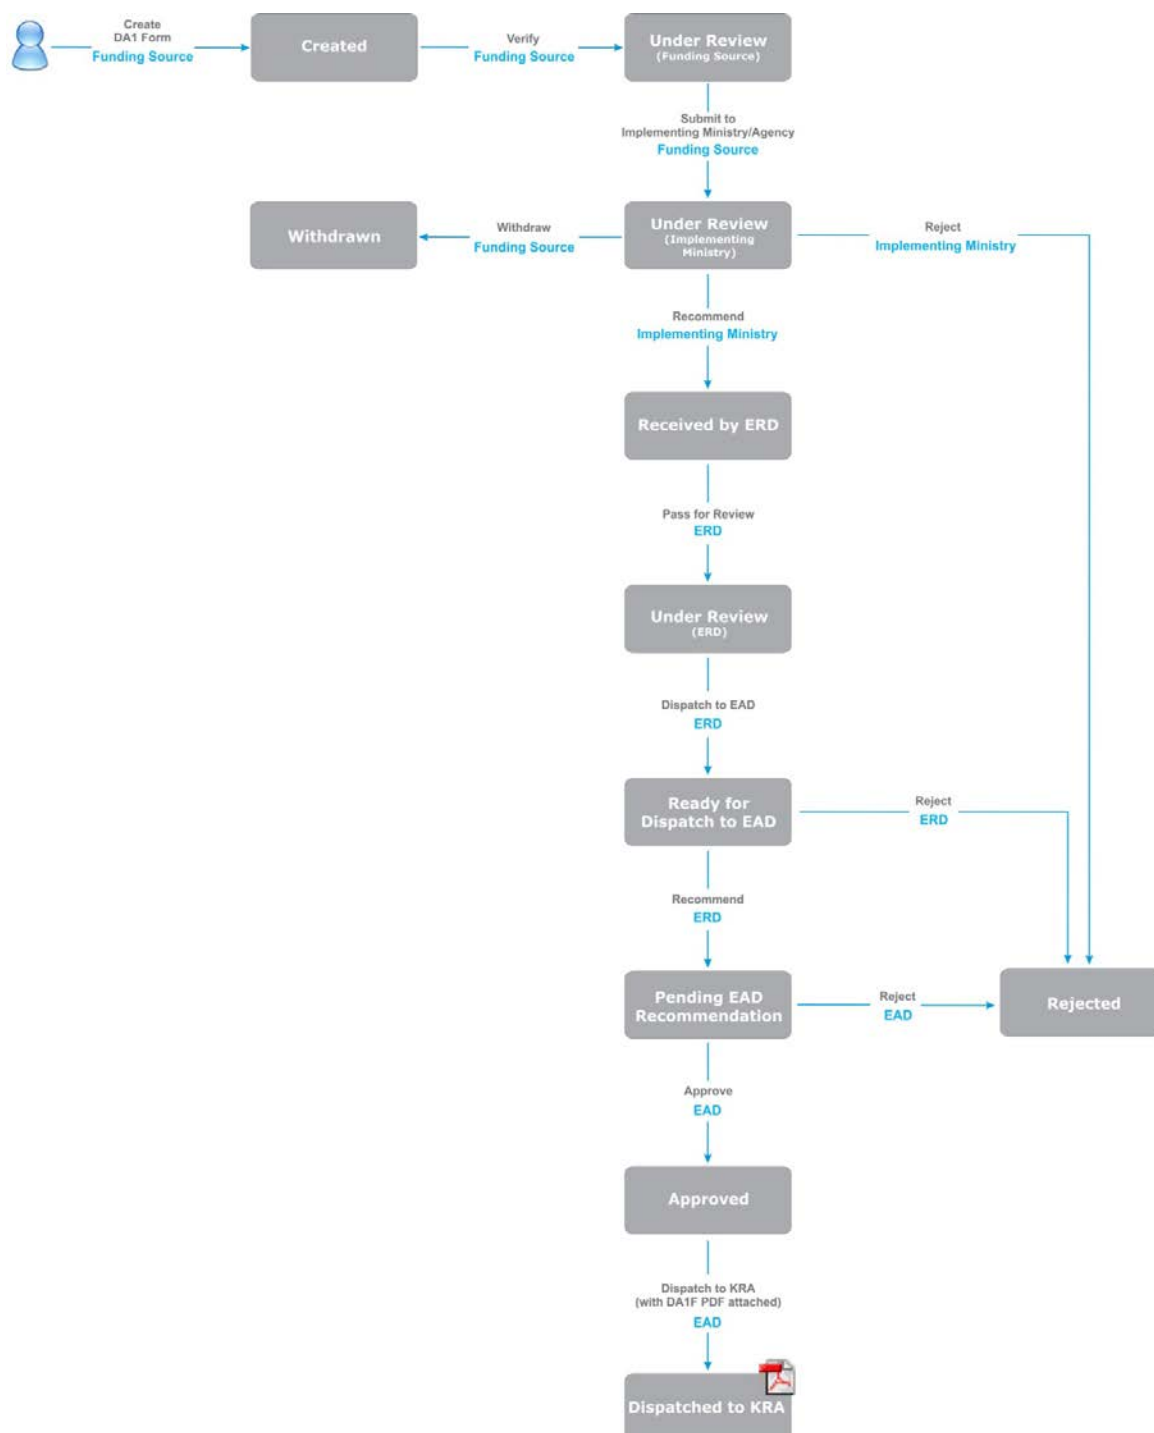 Create
DA1 Form
Funding Source
Created
Verify
Funding Source
Under Review
(Funding Source)
Submit to
Implementing Ministry/Agency
Funding Source
Withdrawn
Withdraw
Funding Source
Under Review
(Implementing
Ministry)
Reject
Implementing Ministry
Recommend
Implementing Ministry
Received by ERD
Pass for Review
ERD
Under Review
(ERD)
Dispatch to EAD
ERD
Ready for
Dispatch to EAD
Reject
ERD
Recommend
ERD
Pending EAD
Recommendation
Reject
EAD
Rejected
Approve
EAD
Approved
Dispatch to KRA
(with DA1F PDF attached)
EAD
Dispatched to KRA